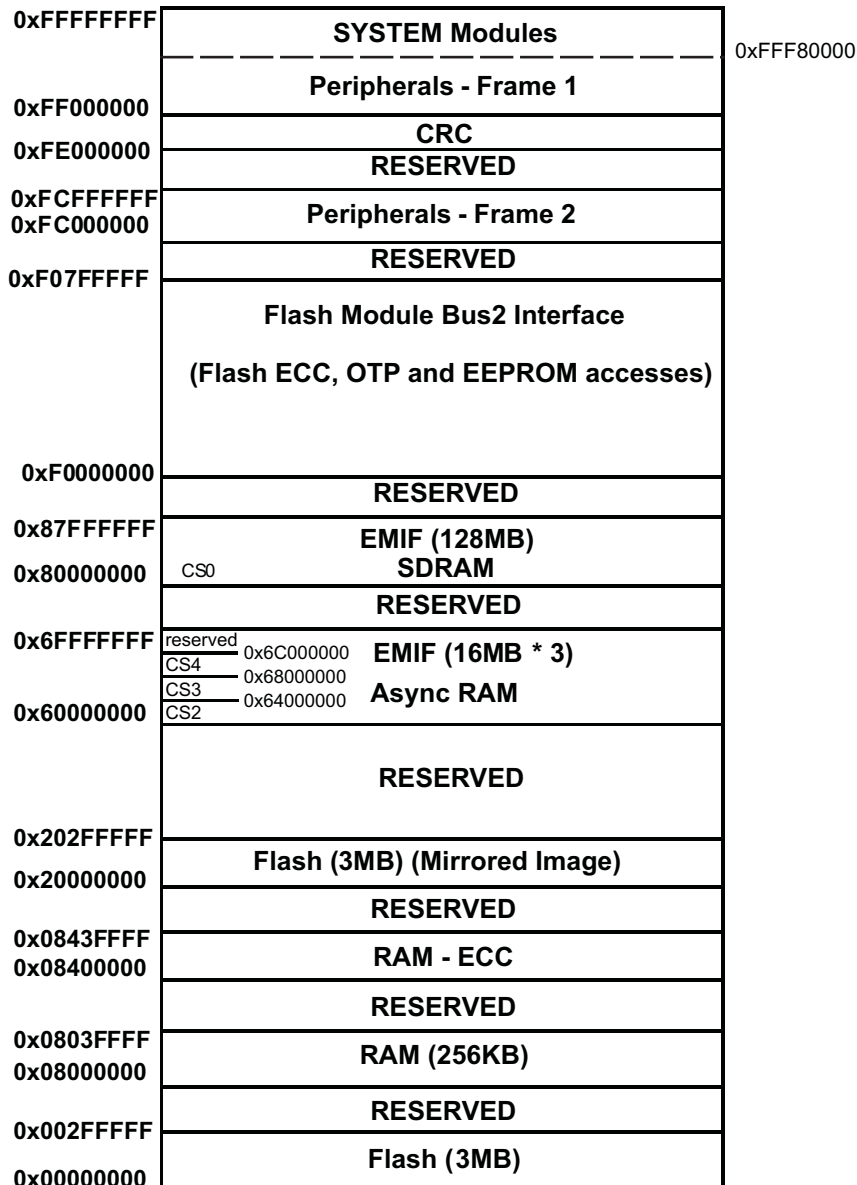 0xFFFFFFFF
SYSTEM Modules
0xFFF80000
Peripherals - Frame 1
0xFF000000
CRC
0xFE000000
RESERVED
0xFCFFFFFF
Peripherals - Frame 2
0xFC000000
RESERVED
0xF07FFFFF
Flash Module Bus2 Interface
(Flash ECC, OTP and EEPROM accesses)
0xF0000000
RESERVED
0x87FFFFFF
EMIF (128MB)
0x80000000
CS0
SDRAM
RESERVED
0x6FFFFFFF
reserved
0x6C000000
EMIF (16MB * 3)
CS4
0x68000000
CS3
0x64000000
Async RAM
0x60000000
CS2
RESERVED
0x202FFFFF
Flash (3MB) (Mirrored Image)
0x20000000
RESERVED
0x0843FFFF
RAM - ECC
0x08400000
RESERVED
0x0803FFFF
RAM (256KB)
0x08000000
RESERVED
0x002FFFFF
Flash (3MB)
0x00000000